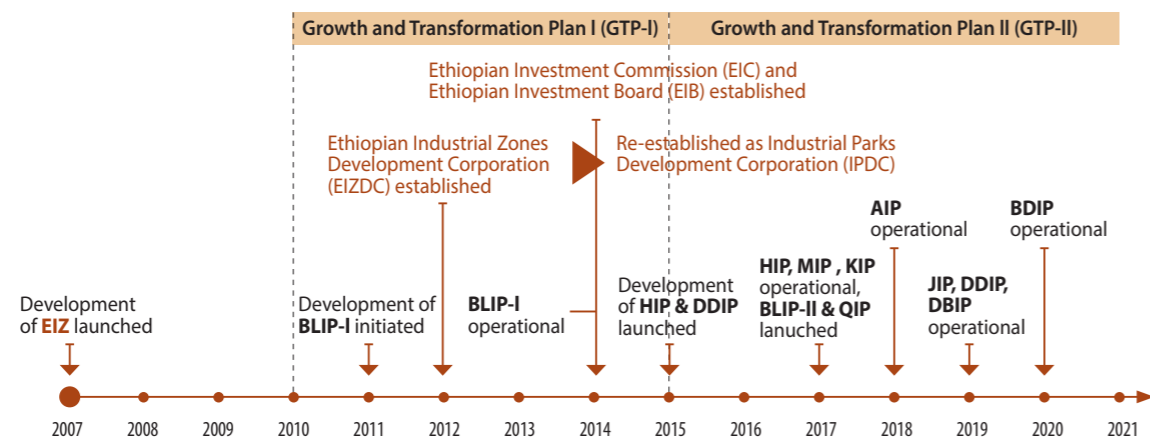 Growth and Transformation Plan I (GTP-I)
Growth and Transformation Plan II (GTP-II)
Ethiopian Investment Commission (EIC) and
Ethiopian Investment Board (EIB) established
Ethiopian Industrial Zones
Development Corporation
(EIZDC) established
Re-established as Industrial Parks
Development Corporation (IPDC)
Development
of EIZ launched
Development of
BLIP-I initiated
BLIP-I
operational
Development
of HIP & DDIP
launched
HIP, MIP , KIP
operational,
BLIP-II & QIP
lanuched
AIP
operational
JIP, DDIP,
DBIP
operational
BDIP
operational
2007 2008 2009 2010 2011 2012 2013 2014 2015 2016 2017 2018 2019 2020 2021